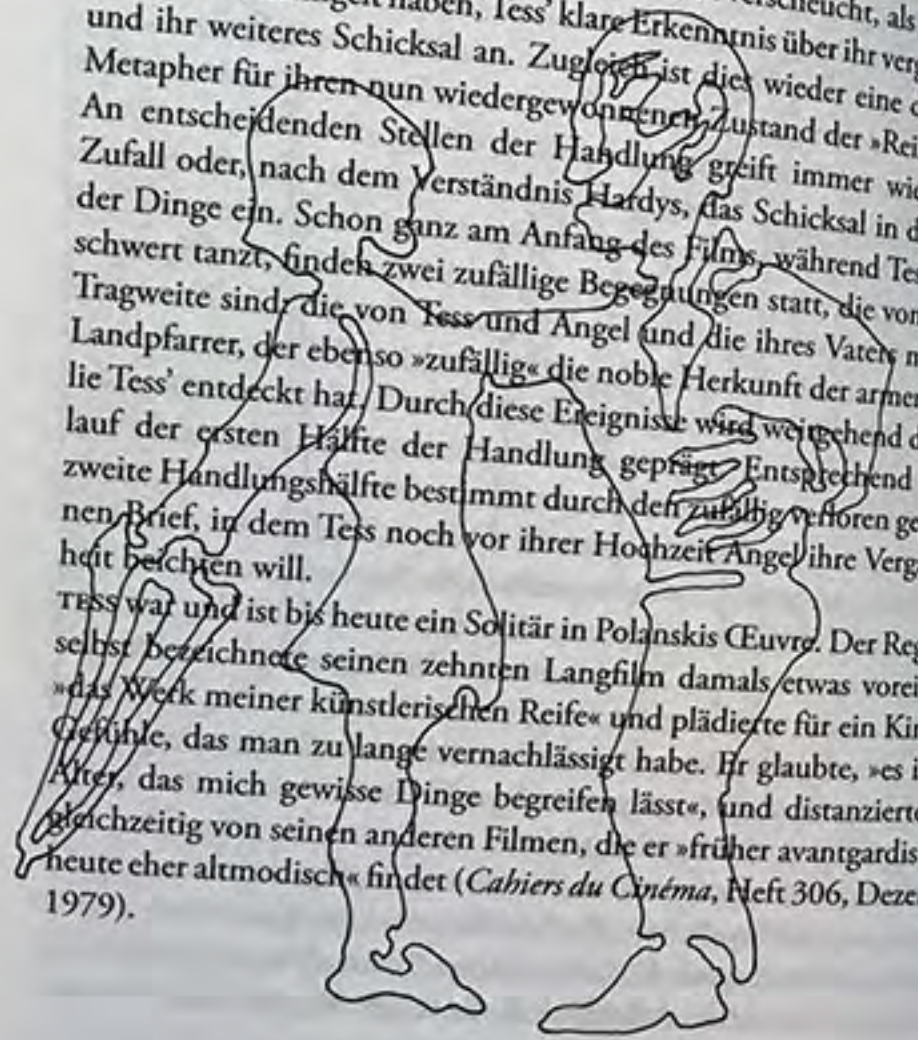 haben, Tess’ klare Erkenntnis über ihr ver
und ihr weiteres Schicksal an. Zugleich ist dies wieder eine
Metapher für ihren nun wiedergewonnenen Zustand der »Rei
An entscheidenden Stellen der Handlung greift immer wi
Zufall oder, nach dem Verständnis Hardys, das Schicksal in d
der Dinge ein. Schon ganz am Anfang des Films, während Te
schwert tanzt, finden zwei zufällige Begegnungen statt, die von
Tragweite sind: die von Tess und Angel und die ihres Vaters m
Landpfarrer, der ebenso »zufällig« die noble Herkunft der armen
lie Tess’ entdeckt hat. Durch diese Ereignisse wird weitgehend d
lauf der ersten Hälfte der Handlung geprägt. Entsprechend
zweite Handlungshälfte bestimmt durch den zufällig verloren ge
nen Brief, in dem Tess noch vor ihrer Hochzeit Angel ihre Verg
heit beichten will.
TESS war und ist bis heute ein Solitär in Polanskis Œuvre. Der Reg
selbst bezeichnete seinen zehnten Langfilm damals etwas vorei
»das Werk meiner künstlerischen Reife« und plädierte für ein Kin
Gefühle, das man zu lange vernachlässigt habe. Er glaubte, »es i
Alter, das mich gewisse Dinge begreifen lässt«, und distanzierte
gleichzeitig von seinen anderen Filmen, die er »früher avantgardis
heute eher altmodisch« findet (Cahiers du Cinéma, Heft 306, Deze
1979).